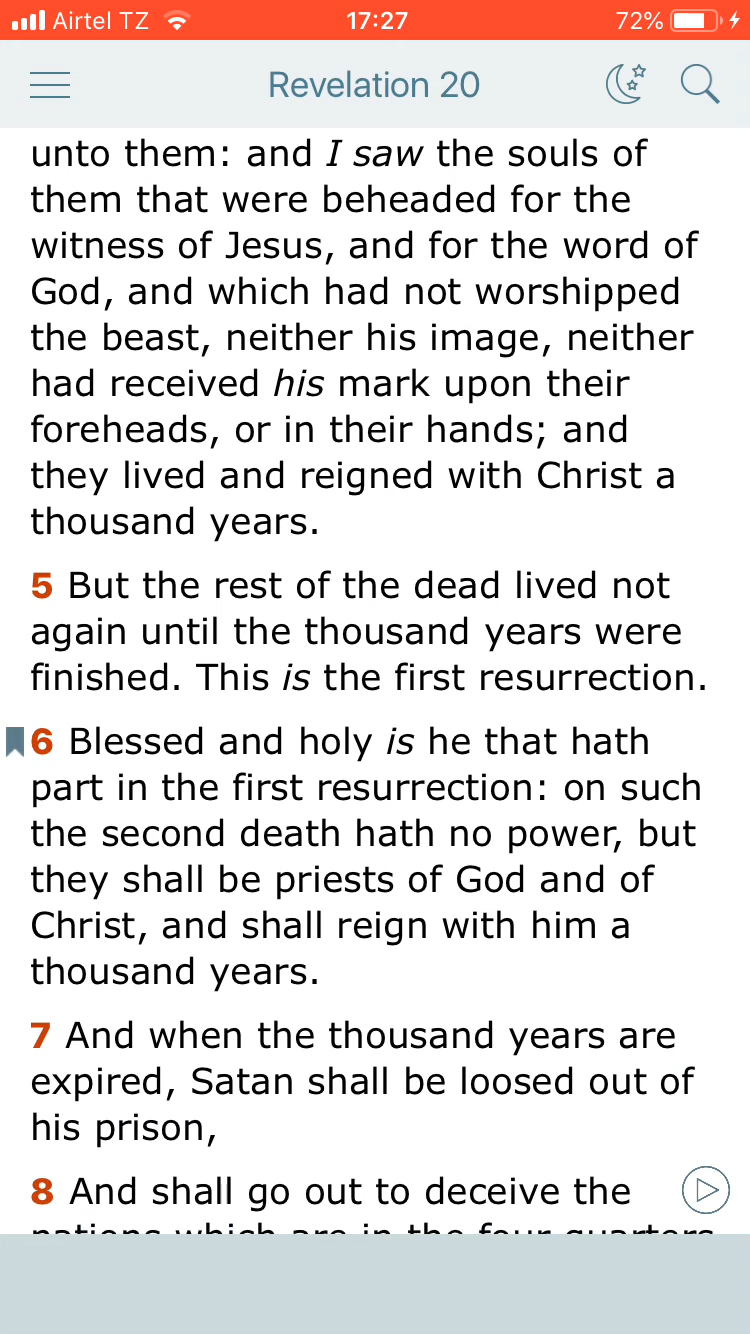 Airtel TZ 17:27 72%
Revelation 20
unto them: and I saw the souls of
them that were beheaded for the
witness of Jesus, and for the word of
God, and which had not worshipped
the beast, neither his image, neither
had received his mark upon their
foreheads, or in their hands; and
they lived and reigned with Christ a
thousand years.
5 But the rest of the dead lived not
again until the thousand years were
finished. This is the first resurrection.
6 Blessed and holy is he that hath
part in the first resurrection: on such
the second death hath no power, but
they shall be priests of God and of
Christ, and shall reign with him a
thousand years.
7 And when the thousand years are
expired, Satan shall be loosed out of
his prison,
8 And shall go out to deceive the
nations which are in the four quarters